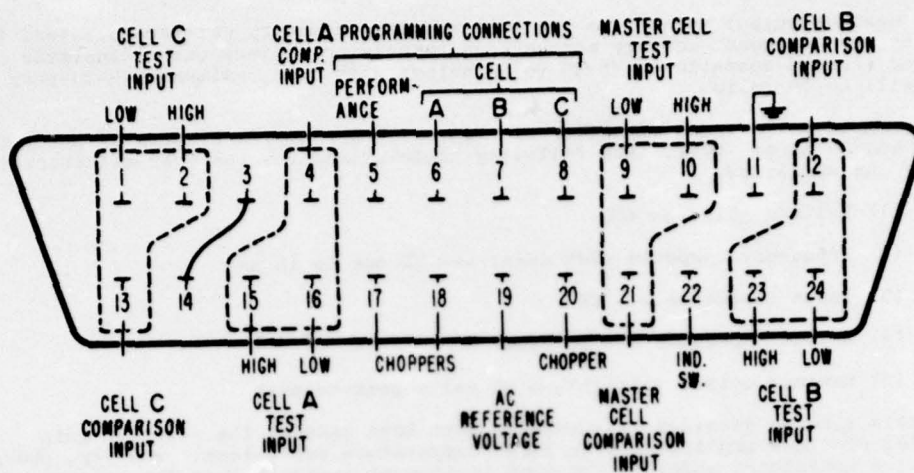 CELL C
TEST
INPUT
LOW HIGH
CELL A
COMP.
INPUT
PROGRAMMING CONNECTIONS
PERFORM-
ANCE
CELL
A B C
MASTER CELL
TEST
INPUT
LOW HIGH
CELL B
COMPARISON
INPUT
1 2 3 4 5 6 7 8 9 10 11 12
13 14 15 16 17 18 19 20 21 22 23 24
CELL C
COMPARISON
INPUT
HIGH LOW
CELL A
TEST
INPUT
CHOPPERS
AC
REFERENCE
VOLTAGE
CHOPPER
MASTER
CELL
COMPARISON
INPUT
IND.
SW.
HIGH LOW
CELL B
TEST
INPUT